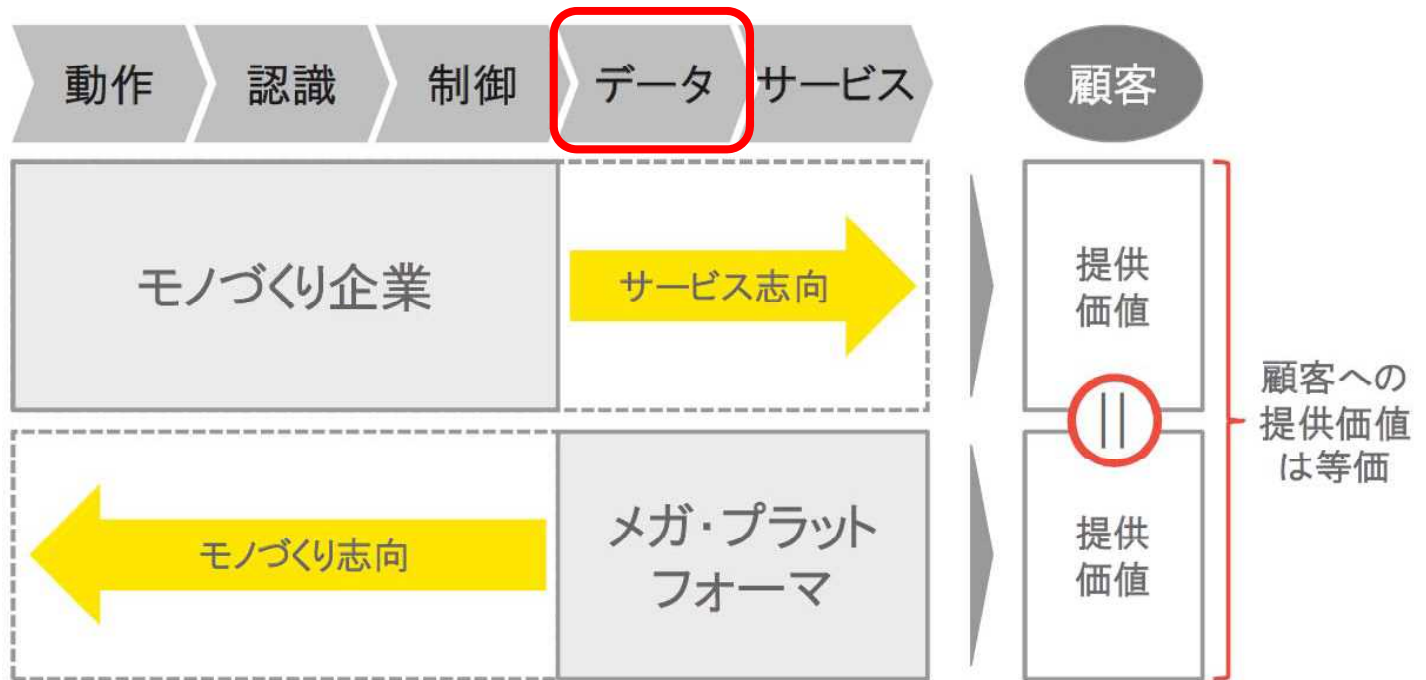 動作
認識
制御
データ
サービス
顧客
モノづくり企業
サービス志向
提供
価値
||
顧客への
提供価値
は等価
モノづくり志向
メガ・プラット
フォーマ
提供
価値